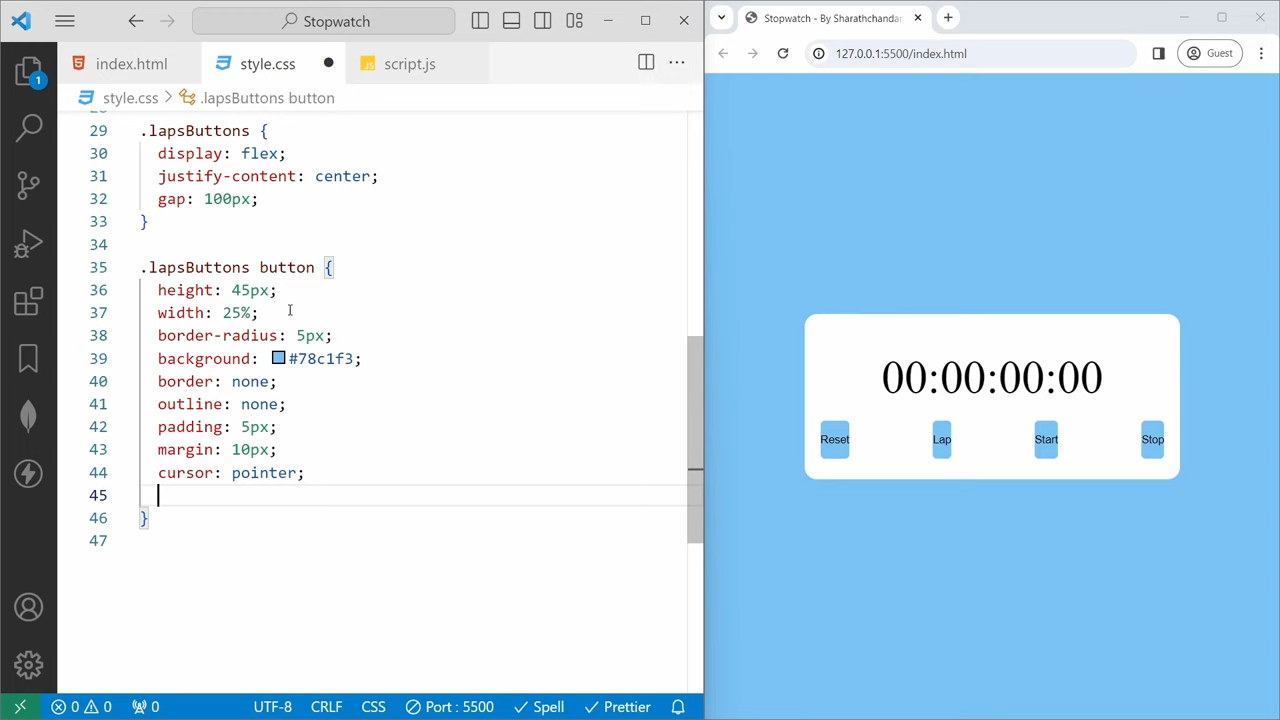 Stopwatch
index.html
style.css
script.js
style.css > .lapsButtons button
1
28
29 .lapsButtons {
30 display: flex;
31 justify-content: center;
32 gap: 100px;
33 }
34
35 .lapsButtons button {
36 height: 45px;
37 width: 25%;
38 border-radius: 5px;
39 background: #78c1f3;
40 border: none;
41 outline: none;
42 padding: 5px;
43 margin: 10px;
44 cursor: pointer;
45
46 }
47
0 0 0 UTF-8 CRLF CSS Port : 5500 Spell Prettier
Stopwatch - By Sharathchandar
127.0.0.1:5500/index.html
Guest
00:00:00:00
Reset Lap Start Stop